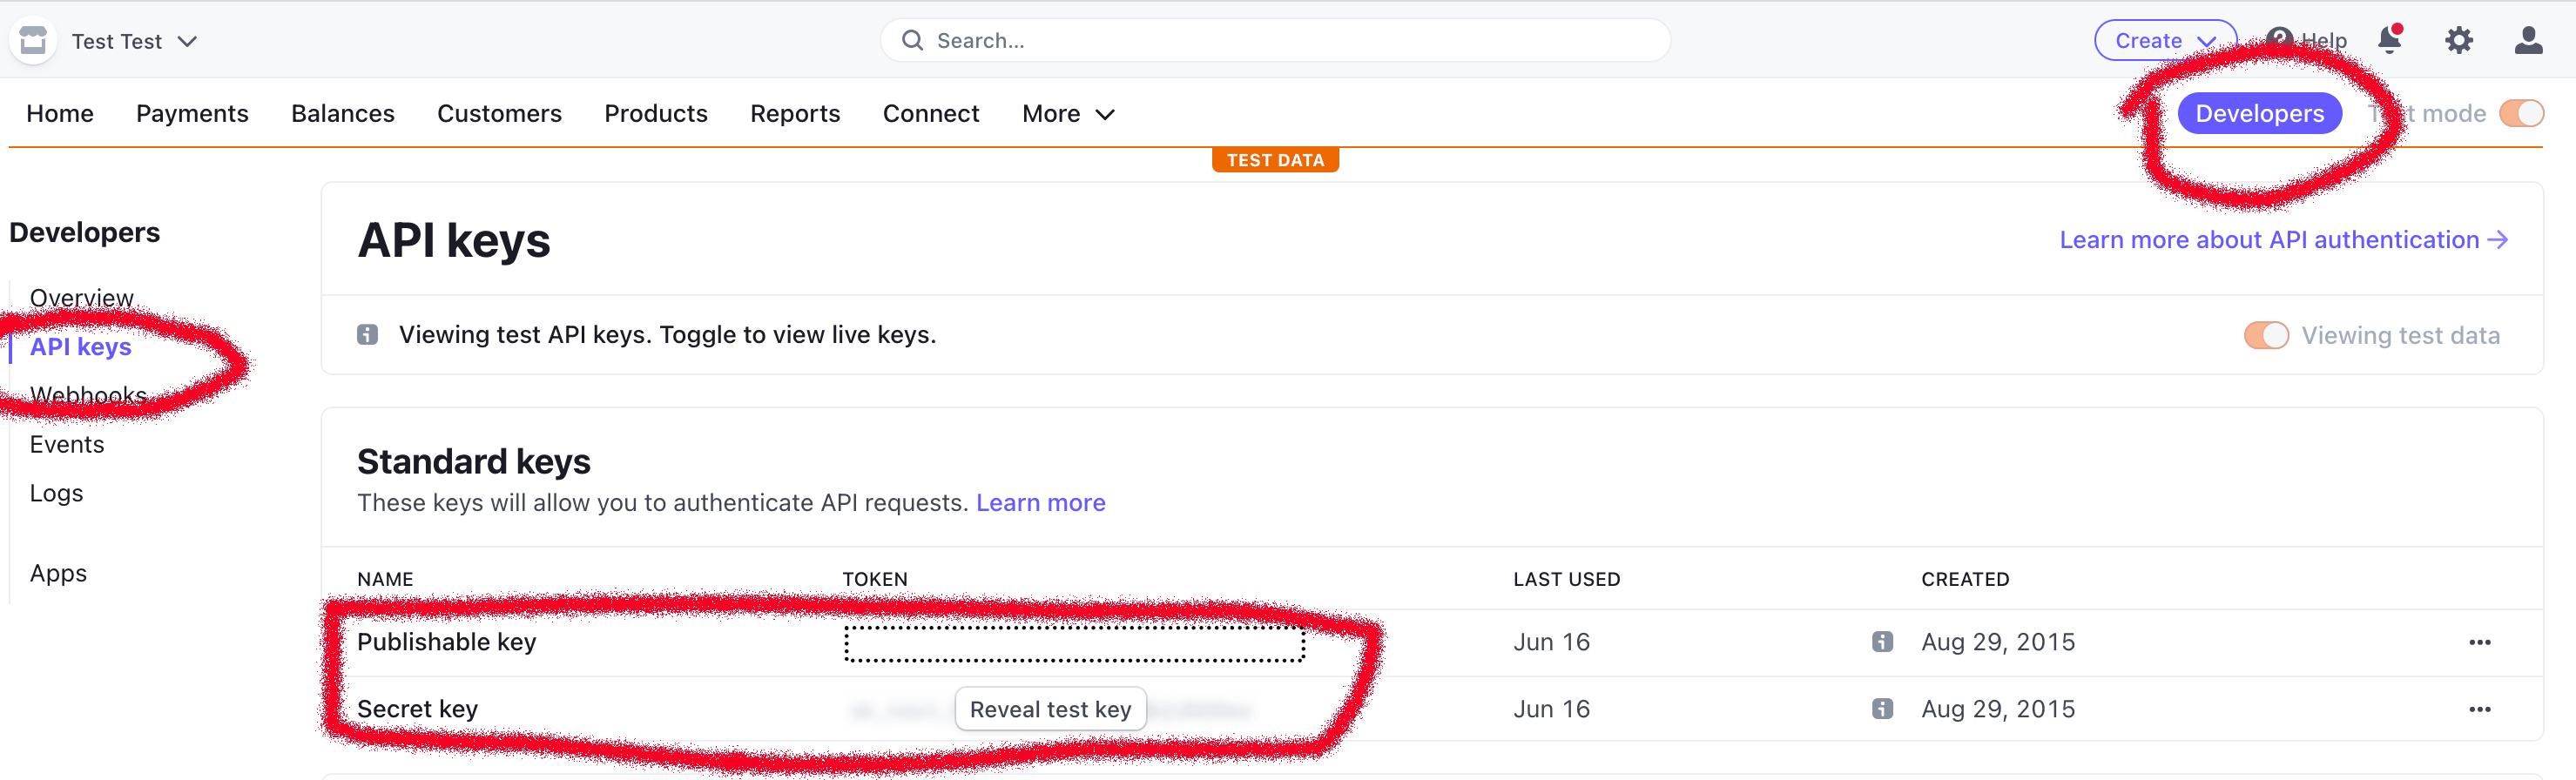 Test Test
Search...
Create
Help
Home Payments Balances Customers Products Reports Connect More
Developers
mode
TEST DATA
Developers
Overview
API keys
Webhooks
Events
Logs
Apps
API keys
Learn more about API authentication
Viewing test API keys. Toggle to view live keys.
Viewing test data
Standard keys
These keys will allow you to authenticate API requests. Learn more
NAME TOKEN LAST USED CREATED
Publishable key Jun 16 Aug 29, 2015
Secret key Reveal test key Jun 16 Aug 29, 2015